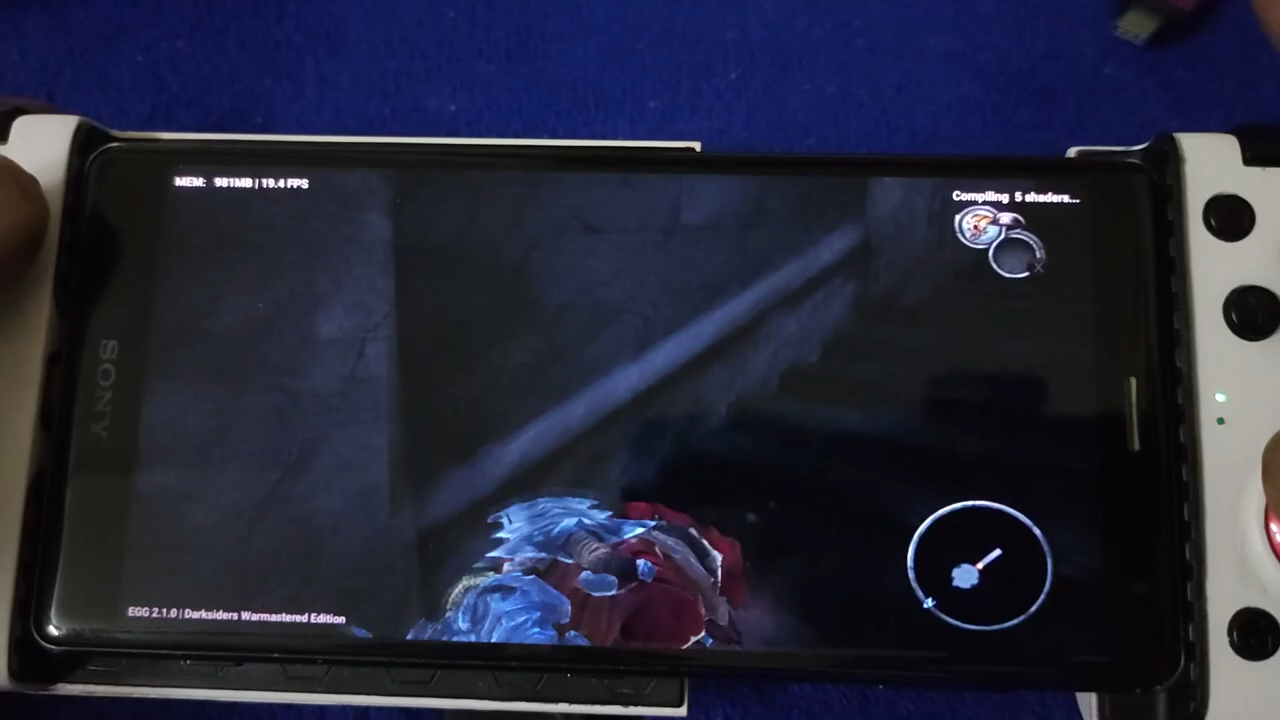 MEM: 981MB | 19.4 FPS
Compiling 5 shaders...
SONY
EGG 2.1.0 | Darksiders Warmastered Edition